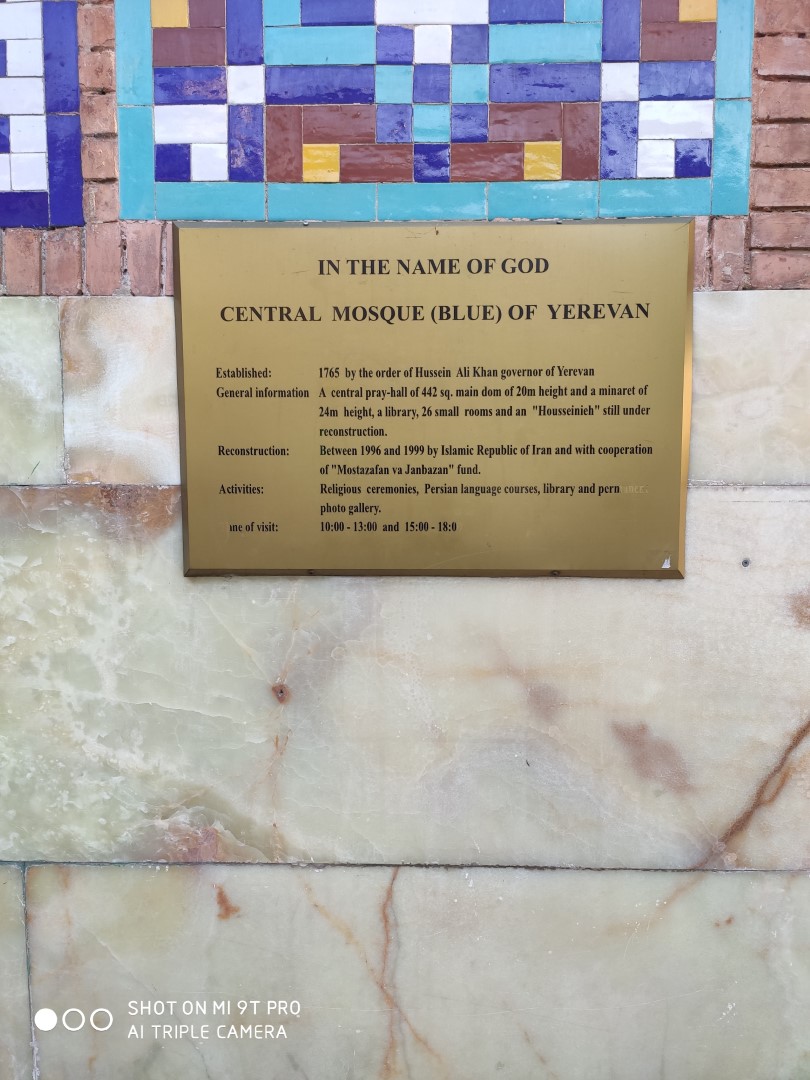 IN THE NAME OF GOD
CENTRAL MOSQUE (BLUE) OF YEREVAN
Established: 1765 by the order of Hussein Ali Khan governor of Yerevan
General information A central pray-hall of 442 sq. main dom of 20m height and a minaret of
24m height, a library, 26 small rooms and an "Housseinieh" still under
reconstruction.
Reconstruction: Between 1996 and 1999 by Islamic Republic of Iran and with cooperation
of "Mostazafan va Janbazan" fund.
Activities: Religious ceremonies, Persian language courses, library and
photo gallery.
of visit: 10:00 - 13:00 and 15:00 - 18:0
SHOT ON MI 9T PRO
AI TRIPLE CAMERA